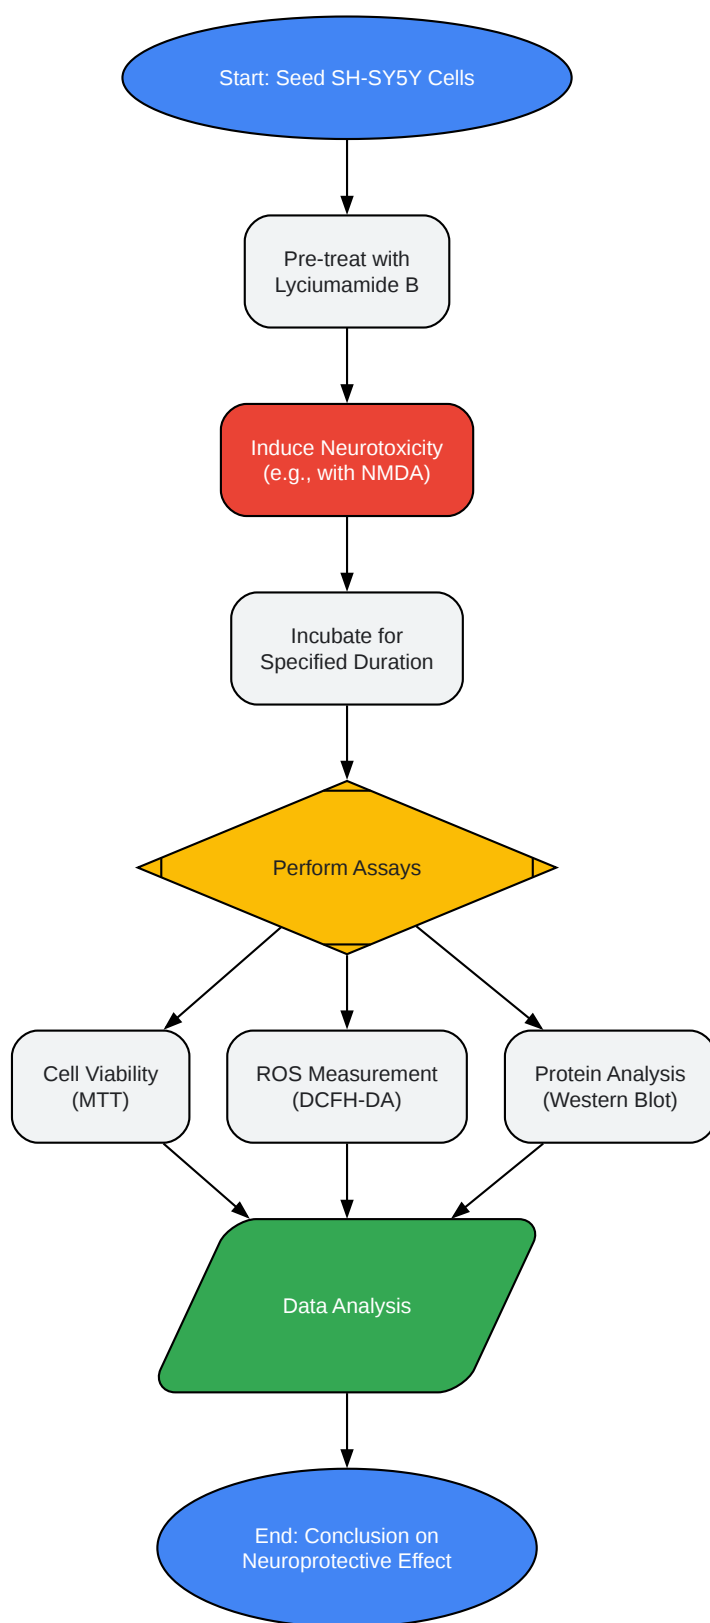 Start: Seed SH-SY5Y Cells
Pre-treat with
Lyciumamide B
Induce Neurotoxicity
(e.g., with NMDA)
Incubate for
Specified Duration
Perform Assays
Cell Viability
(MTT)
ROS Measurement
(DCFH-DA)
Protein Analysis
(Western Blot)
Data Analysis
End: Conclusion on
Neuroprotective Effect